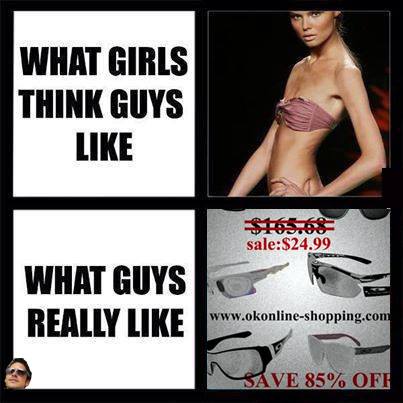 WHAT GIRLS
THINK GUYS
LIKE
WHAT GUYS
REALLY LIKE
$165.68
sale:$24.99
www.okonline-shopping.com
SAVE 85% OFF